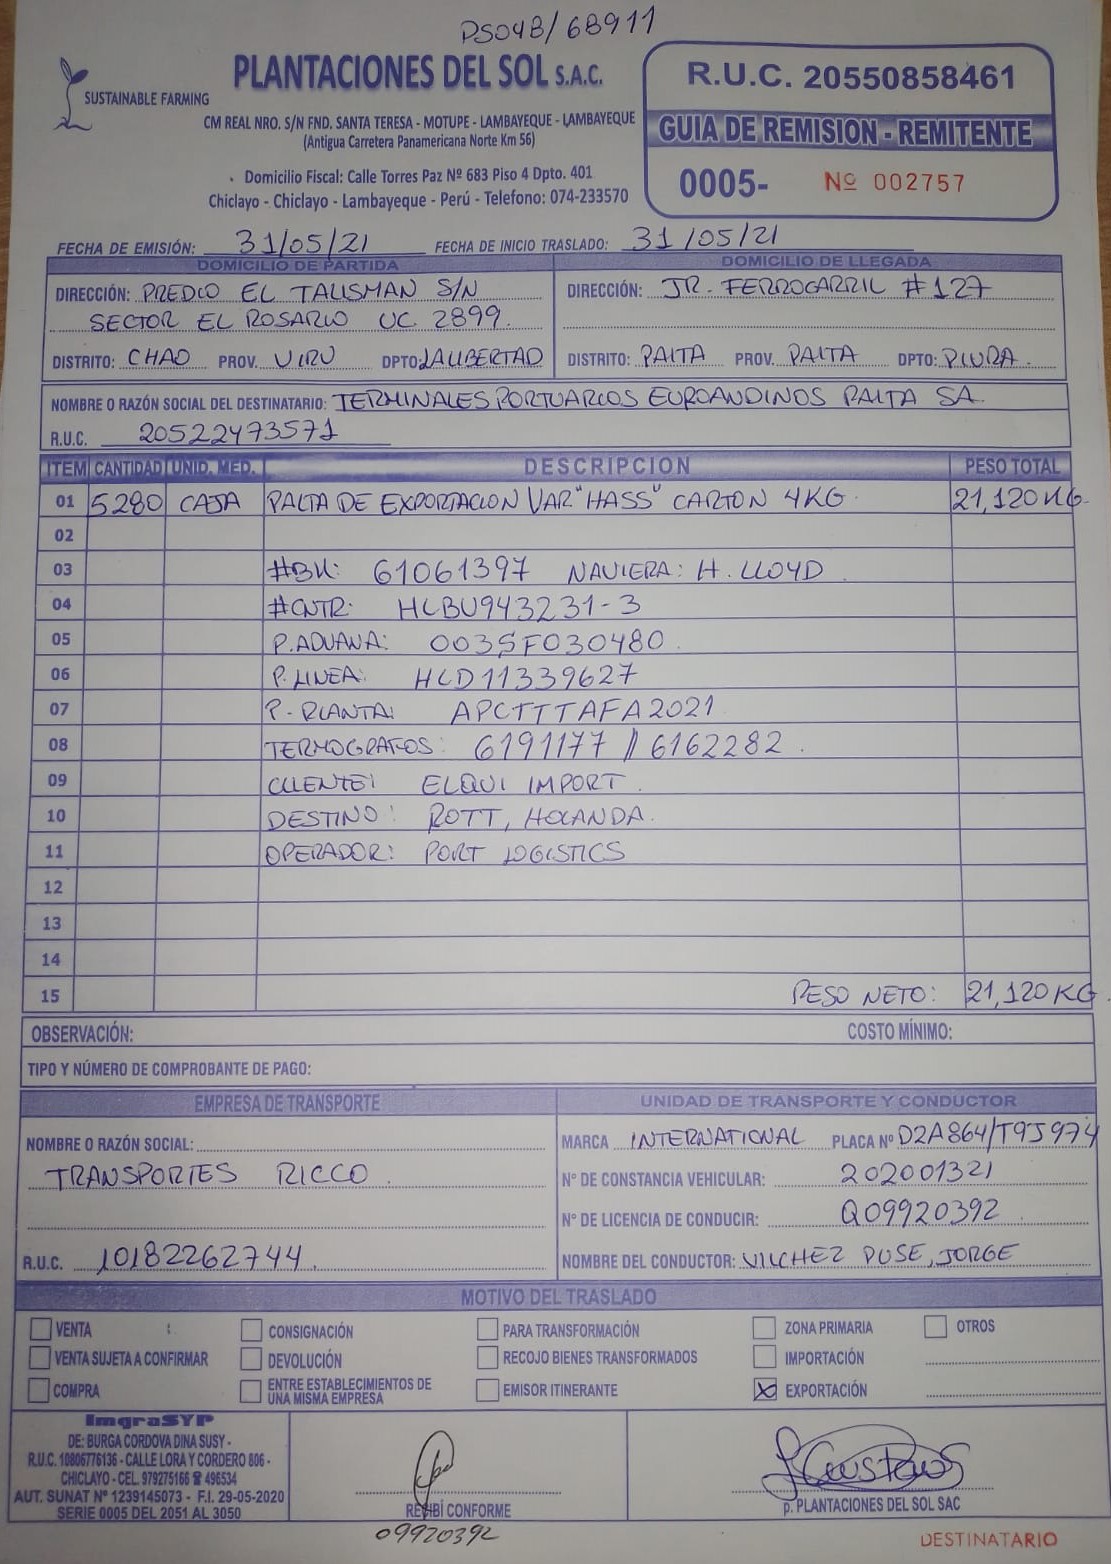 PS048/68911
SUSTAINABLE FARMING
PLANTACIONES DEL SOL S.A.C.
CM REAL NRO. S/N FND. SANTA TERESA - MOTUPE - LAMBAYEQUE - LAMBAYEQUE
(Antigua Carretera Panamericana Norte Km 56)
Domicilio Fiscal: Calle Torres Paz Nº 683 Piso 4 Dpto. 401
Chiclayo - Chiclayo - Lambayeque - Perú - Telefono: 074-233570
R.U.C. 20550858461
GUIA DE REMISION - REMITENTE
0005- Nº 002757
FECHA DE EMISIÓN: 31/05/21 FECHA DE INICIO TRASLADO: 31/05/21
DOMICILIO DE PARTIDA DOMICILIO DE LLEGADA
DIRECCIÓN: PREDIO EL TALISMAN S/N DIRECCIÓN: JR. FERROCARRIL #127
SECTOR EL ROSARIO UC 2899.
DISTRITO: CHAO PROV. VIRU DPTO: LA LIBERTAD DISTRITO: PAITA PROV. PAITA DPTO: PIURA.
NOMBRE O RAZÓN SOCIAL DEL DESTINATARIO: TERMINALES PORTUARIOS EUROANDINOS PAITA SA.
R.U.C. 20522473571
ITEM CANTIDAD UNID. MED. DESCRIPCION PESO TOTAL
01 5280 CAJA PALTA DE EXPORTACION VAR "HASS" CARTON 4KG. 21,120KG.
02
03 #BK: 61061397 NAVIERA: H. LLOYD
04 #CNTR: HLBU943231-3
05 P. ADUANA: 003SF030480.
06 P. LINEA: HLD11339627
07 P. PLANTA: APCTTTAFA2021
08 TERMOGRAFOS: 6191177 // 6162282.
09 CLIENTE: ELQUI IMPORT.
10 DESTINO: ROTT, HOLANDA.
11 OPERADOR: PORT LOGISTICS
12
13
14
15 PESO NETO: 21,120KG.
OBSERVACIÓN: COSTO MÍNIMO:
TIPO Y NÚMERO DE COMPROBANTE DE PAGO:
EMPRESA DE TRANSPORTE UNIDAD DE TRANSPORTE Y CONDUCTOR
NOMBRE O RAZÓN SOCIAL: MARCA INTERNATIONAL PLACA Nº D2A864/T9J974
TRANSPORTES RICCO. Nº DE CONSTANCIA VEHICULAR: 202001321
Nº DE LICENCIA DE CONDUCIR: Q09920392
R.U.C. 10182262744. NOMBRE DEL CONDUCTOR: VILCHEZ PUSE, JORGE
MOTIVO DEL TRASLADO
VENTA CONSIGNACIÓN PARA TRANSFORMACIÓN ZONA PRIMARIA OTROS
VENTA SUJETA A CONFIRMAR DEVOLUCIÓN RECOJO BIENES TRANSFORMADOS IMPORTACIÓN
COMPRA ENTRE ESTABLECIMIENTOS DE UNA MISMA EMPRESA EMISOR ITINERANTE X EXPORTACIÓN
ImgraSYP
DE: BURGA CORDOVA DINA SUSY -
R.U.C. 10806776136 - CALLE LORA Y CORDERO 806 -
CHICLAYO - CEL. 979275166 ☎ 496534
AUT. SUNAT Nº 1239145073 - F.I. 29-05-2020
SERIE 0005 DEL 2051 AL 3050
RECIBÍ CONFORME
09920392
p. PLANTACIONES DEL SOL SAC
DESTINATARIO